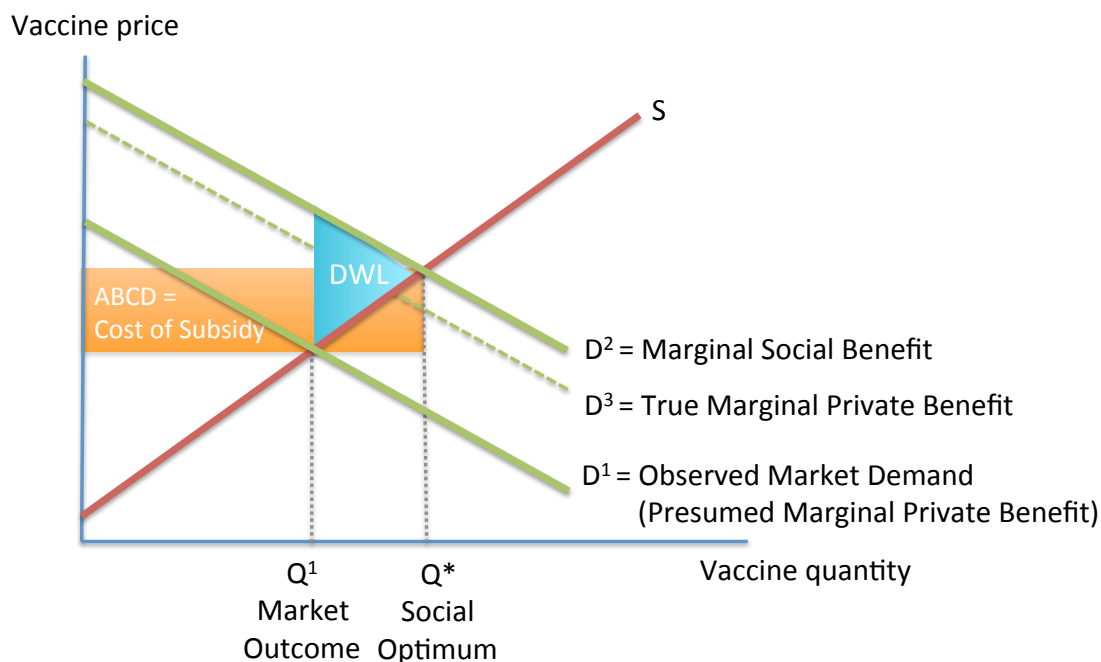 Vaccine price
S
DWL
ABCD =
Cost of Subsidy
D² = Marginal Social Benefit
D³ = True Marginal Private Benefit
D¹ = Observed Market Demand
(Presumed Marginal Private Benefit)
Q¹
Market
Outcome
Q*
Social
Optimum
Vaccine quantity